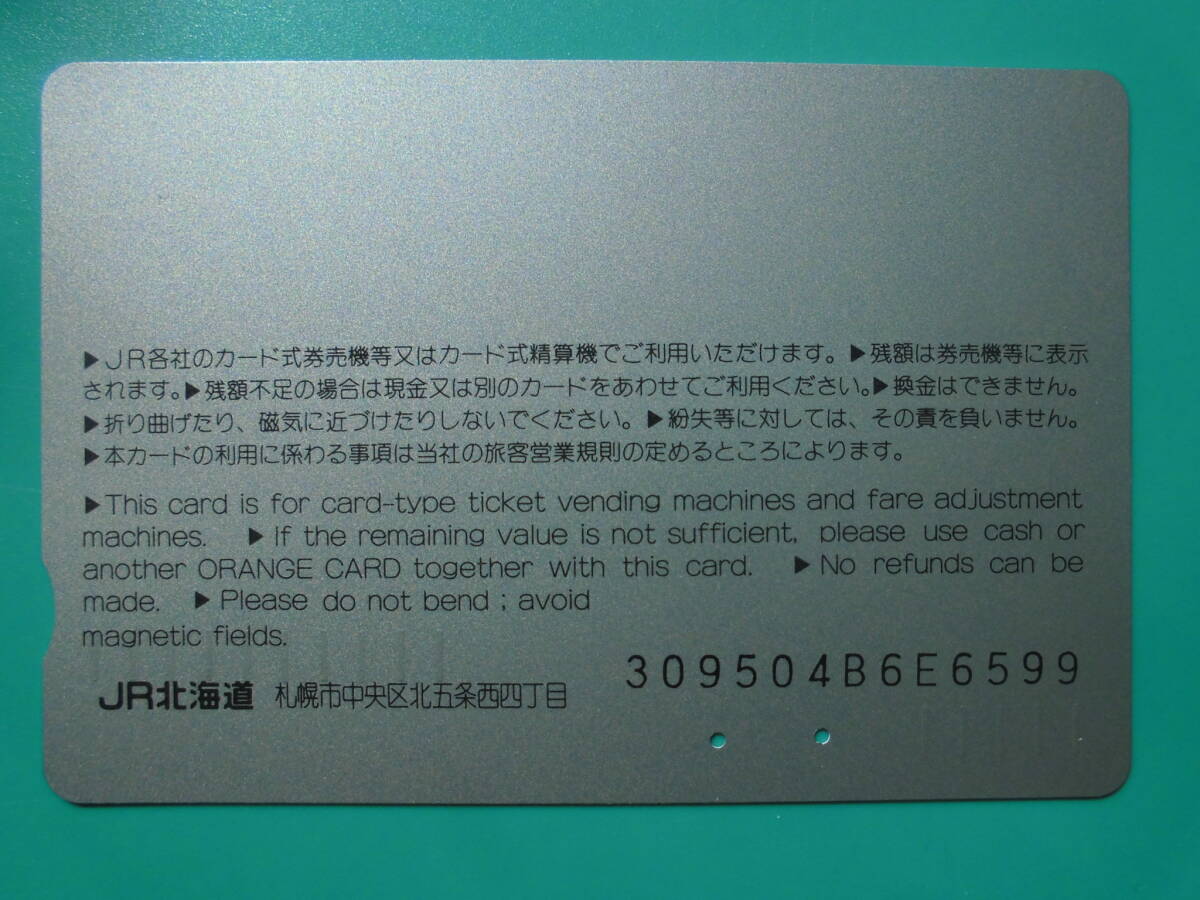 ▶JR各社のカード式券売機等又はカード式精算機でご利用いただけます。▶残額は券売機等に表示
されます。▶残額不足の場合は現金又は別のカードをあわせてご利用ください。▶換金はできません。
▶折り曲げたり、磁気に近づけたりしないでください。▶紛失等に対しては、その責を負いません。
▶本カードの利用に係わる事項は当社の旅客営業規則の定めるところによります。
▶This card is for card-type ticket vending machines and fare adjustment
machines. ▶If the remaining value is not sufficient, please use cash or
another ORANGE CARD together with this card. ▶No refunds can be
made. ▶Please do not bend ; avoid
magnetic fields.
309504B6E6599
JR北海道 札幌市中央区北五条西四丁目